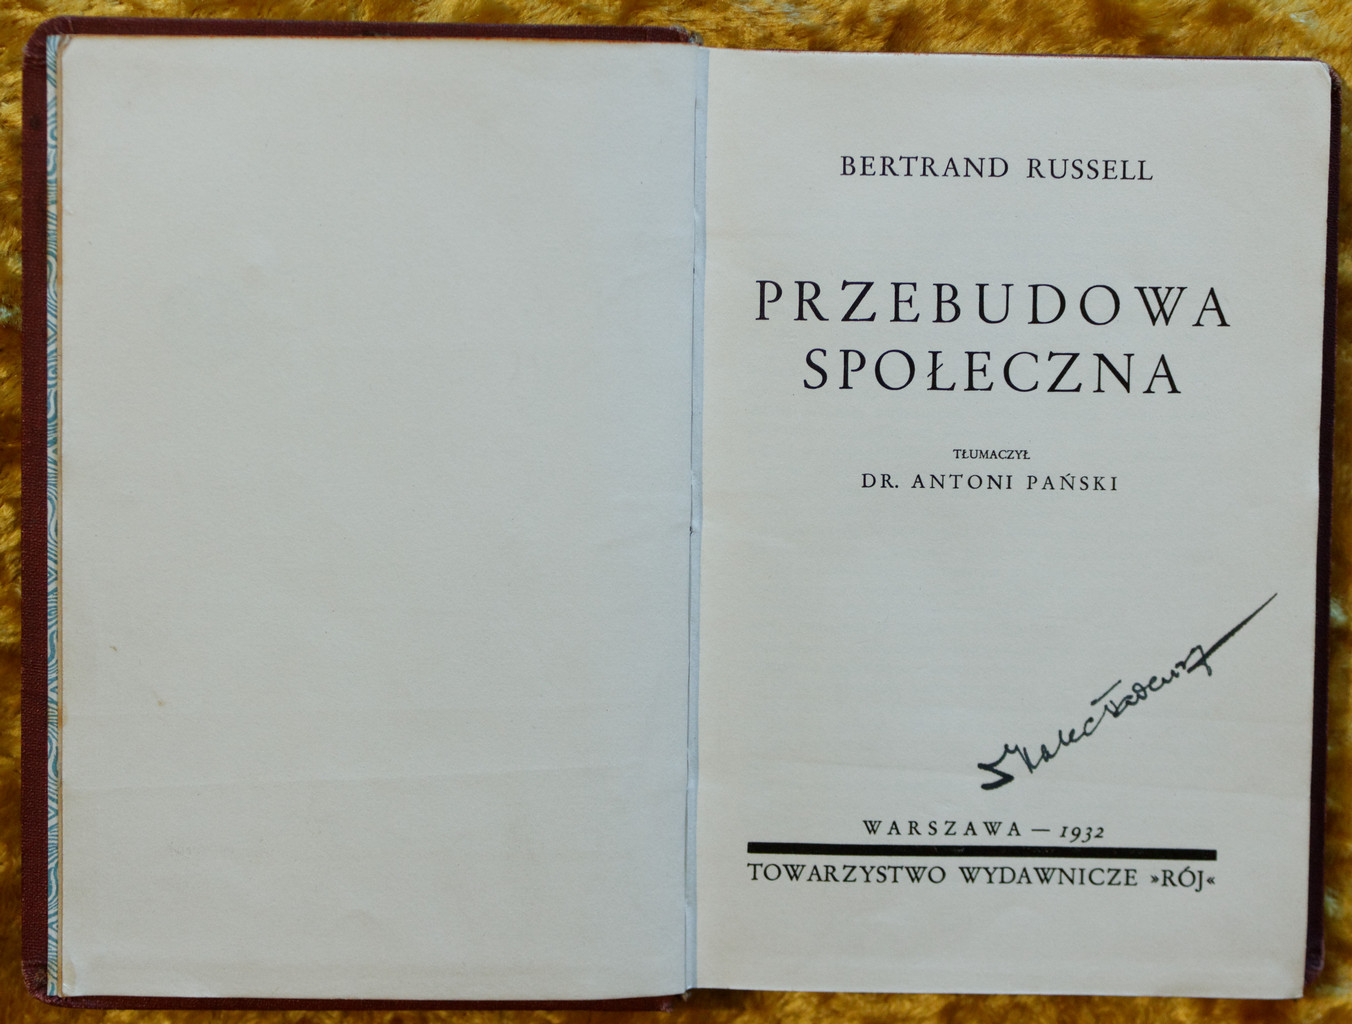 BERTRAND RUSSELL
PRZEBUDOWA
SPOŁECZNA
TŁUMACZYŁ
DR. ANTONI PAŃSKI
WARSZAWA — 1932
TOWARZYSTWO WYDAWNICZE »RÓJ«